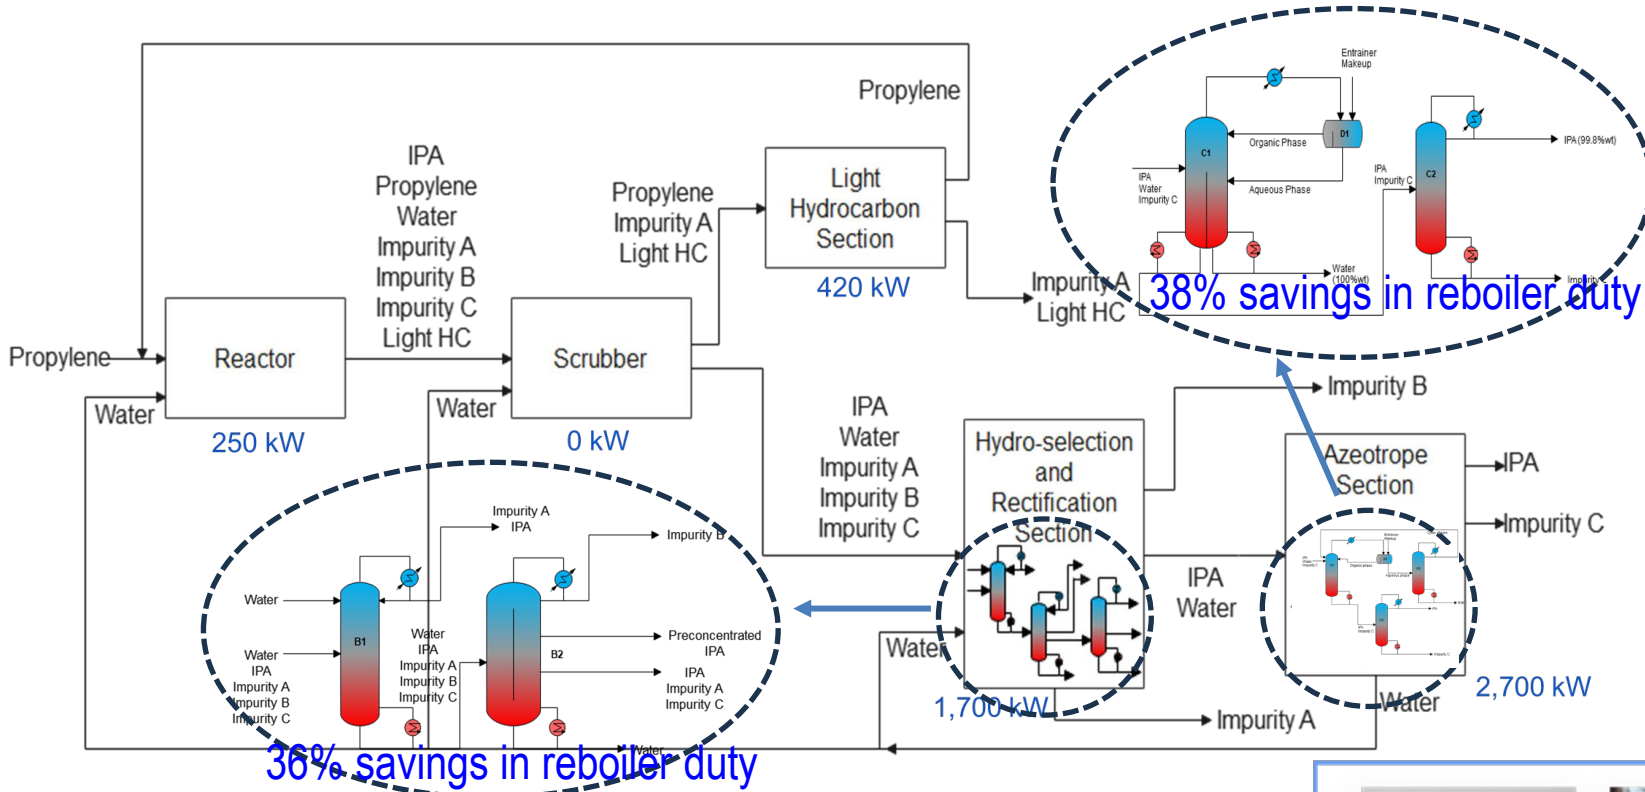 Propylene
Entrainer
Makeup
C1
D1
Organic Phase
Aqueous Phase
IPA
Water
Impurity C
IPA
Impurity C
C2
IPA (99.8%wt)
Water
(100%wt)
38% savings in reboiler duty
IPA
Propylene
Water
Impurity A
Impurity B
Impurity C
Light HC
Propylene
Impurity A
Light HC
Light
Hydrocarbon
Section
420 kW
Impurity A
Light HC
Propylene
Reactor
Scrubber
Water
Water
250 kW
0 kW
Impurity B
IPA
Water
Impurity A
Impurity B
Impurity C
Hydro-selection
and
Rectification
Section
Azeotrope
Section
IPA
Impurity C
IPA
Water
Water
1,700 kW
Impurity A
Water
2,700 kW
Impurity A
IPA
Impurity B
Water
B1
Water
IPA
Impurity A
Impurity B
Impurity C
Water
IPA
Impurity A
Impurity B
Impurity C
B2
Preconcentrated
IPA
IPA
Impurity A
Impurity C
Water
36% savings in reboiler duty